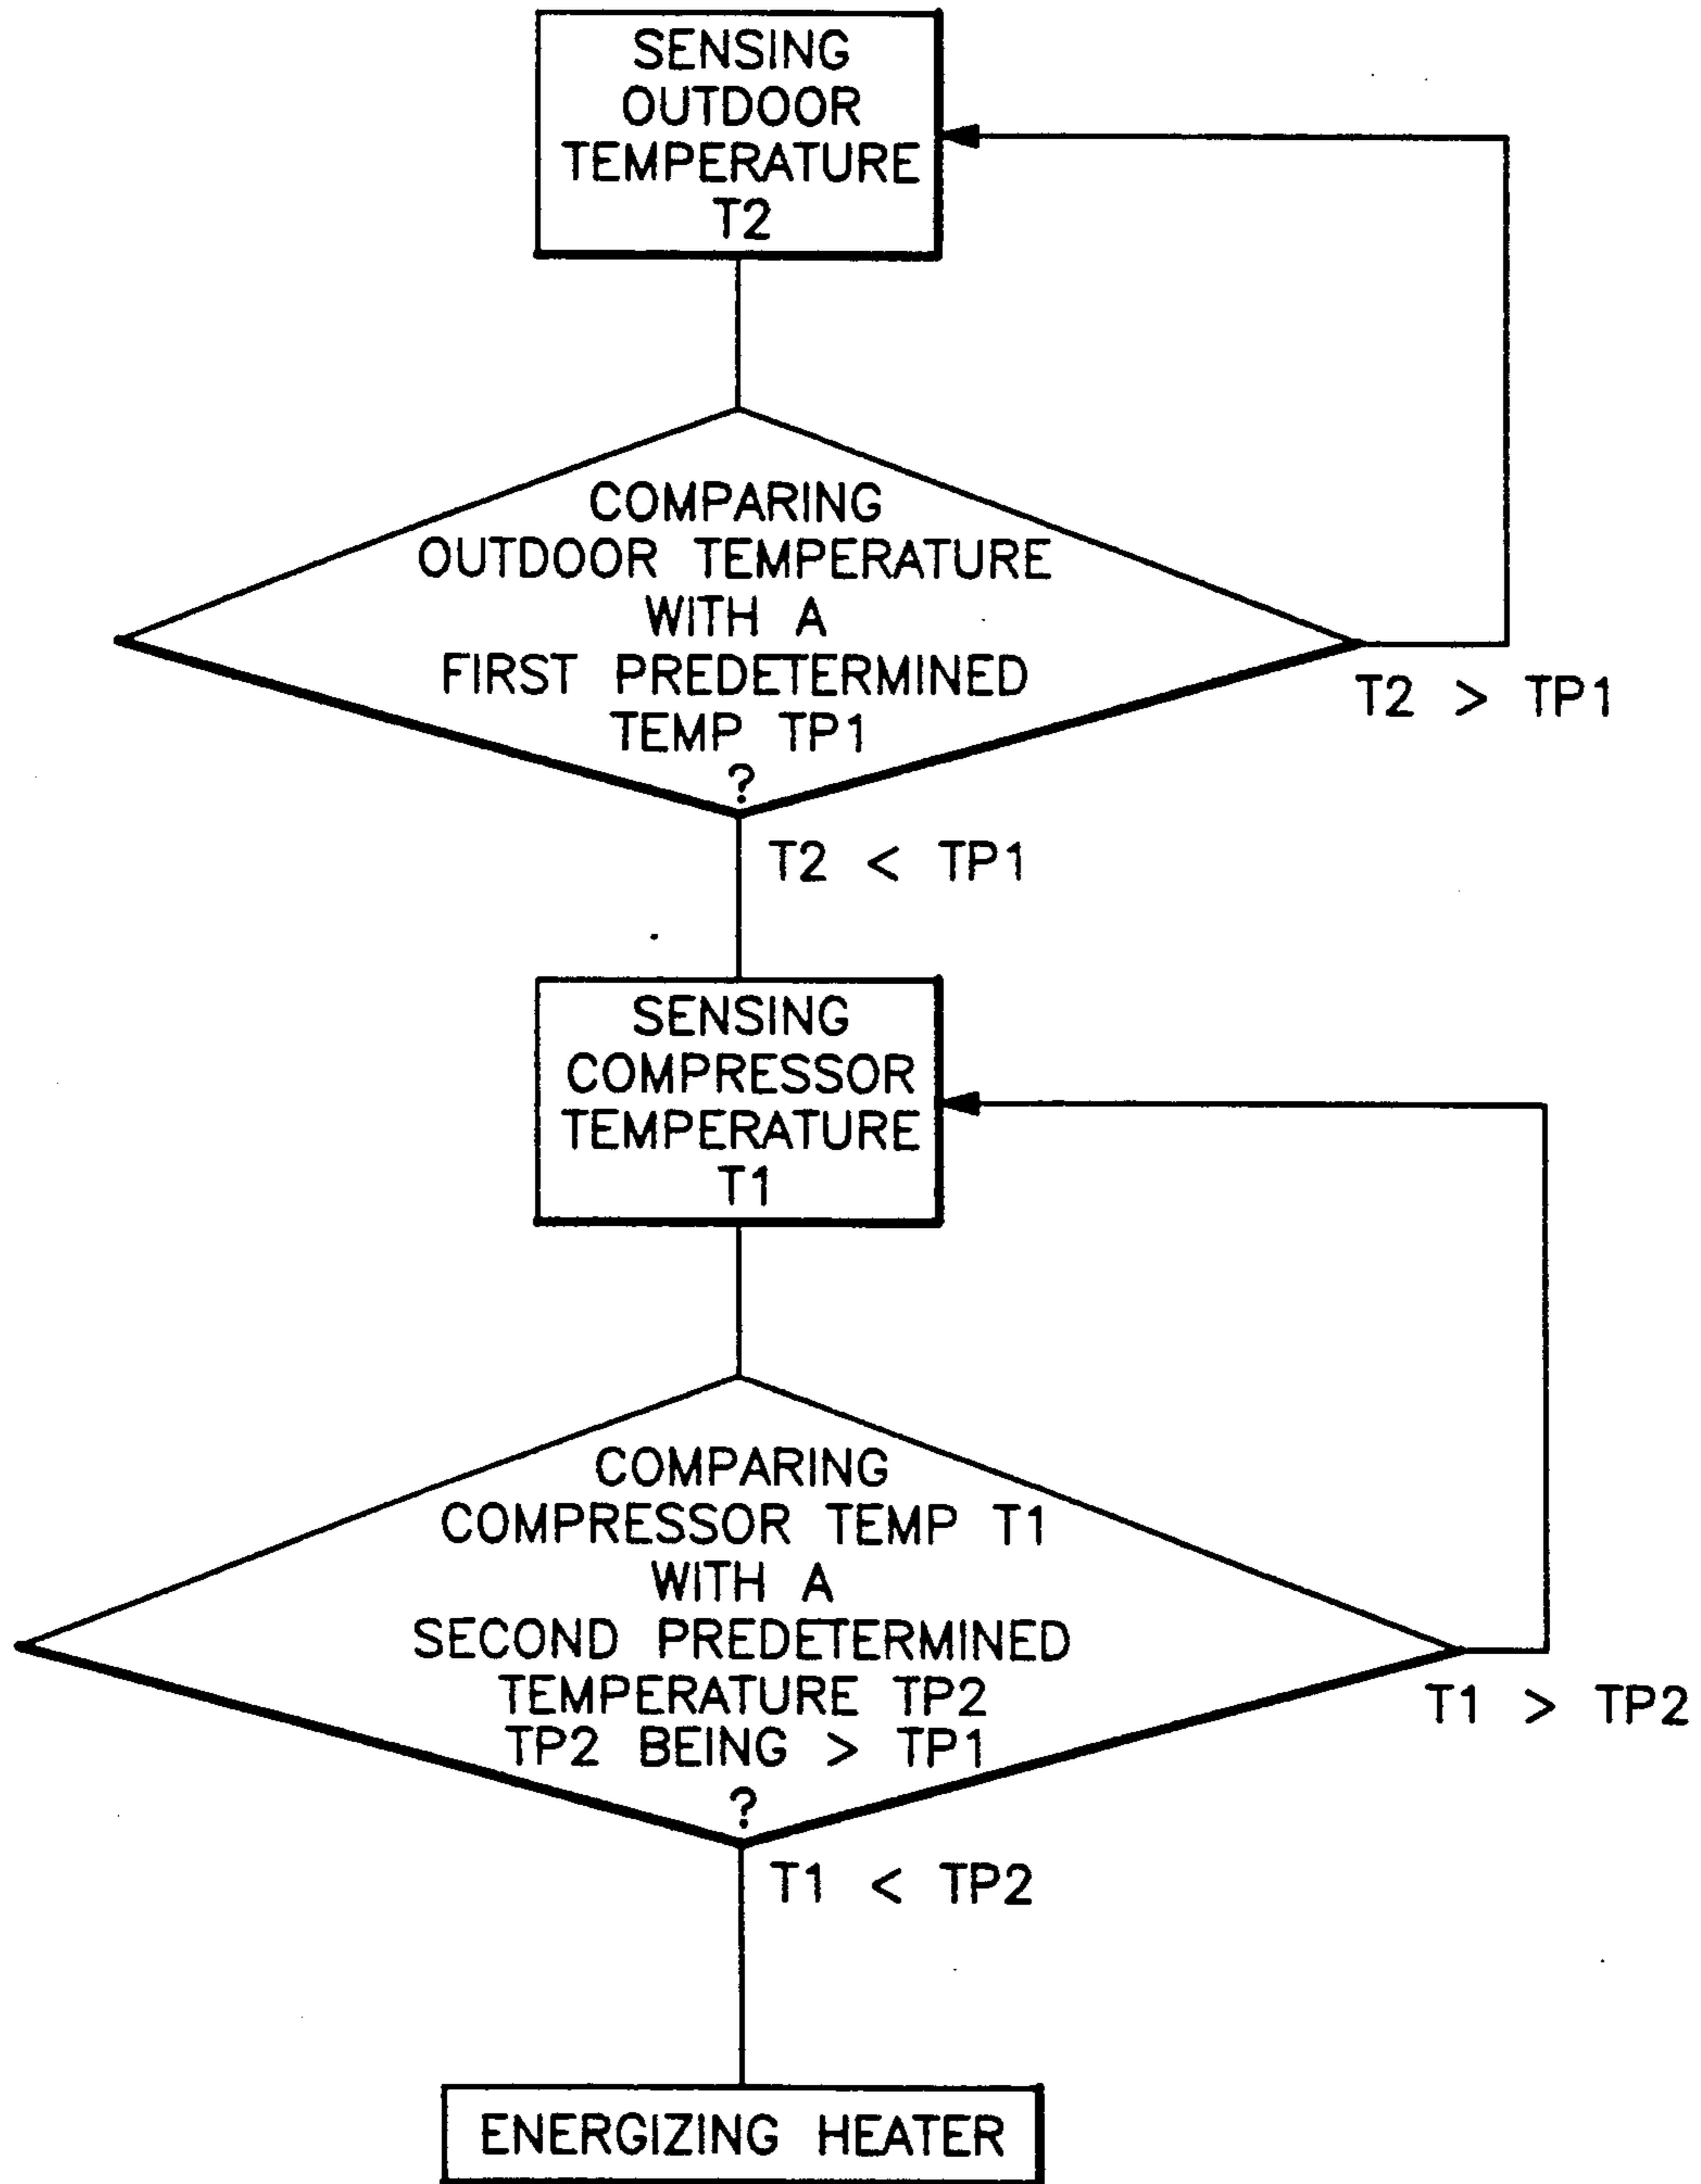 SENSING
OUTDOOR
TEMPERATURE
T2
COMPARING
OUTDOOR TEMPERATURE
WITH A
FIRST PREDETERMINED
TEMP TP1
?
T2 > TP1
T2 < TP1
SENSING
COMPRESSOR
TEMPERATURE
T1
COMPARING
COMPRESSOR TEMP T1
WITH A
SECOND PREDETERMINED
TEMPERATURE TP2
TP2 BEING > TP1
?
T1 > TP2
T1 < TP2
ENERGIZING HEATER